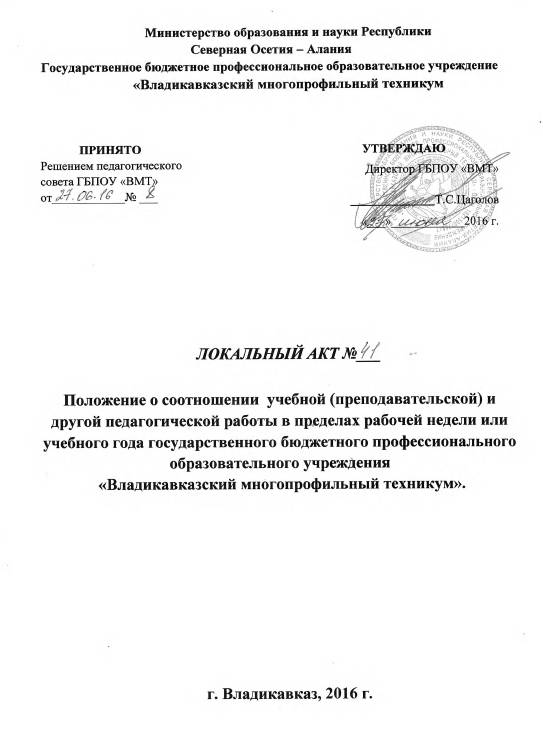 Министерство образования и науки Республики
Северная Осетия – Алания
Государственное бюджетное профессиональное образовательное учреждение
«Владикавказский многопрофильный техникум
ПРИНЯТО
Решением педагогического
совета ГБПОУ «ВМТ»
от 27.06.16 № 8
УТВЕРЖДАЮ
Директор ГБПОУ «ВМТ»
Т.С.Цаголов
«27» июня 2016 г.
ЛОКАЛЬНЫЙ АКТ № 41
Положение о соотношении учебной (преподавательской) и
другой педагогической работы в пределах рабочей недели или
учебного года государственного бюджетного профессионального
образовательного учреждения
«Владикавказский многопрофильный техникум».
г. Владикавказ, 2016 г.